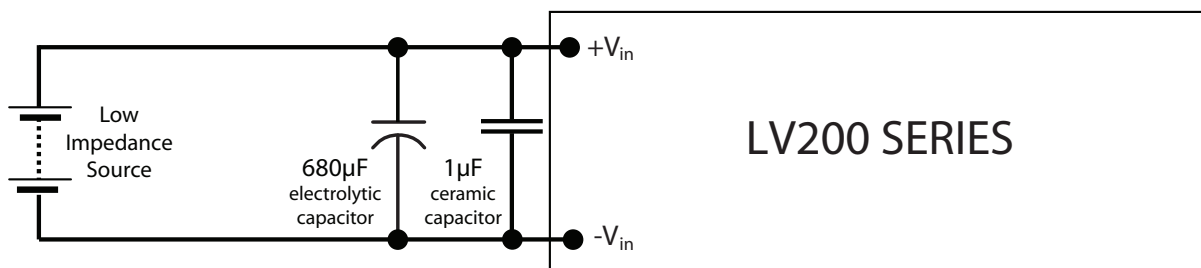 +Vin
Low
Impedance
Source
680µF
electrolytic
capacitor
1µF
ceramic
capacitor
LV200 SERIES
-Vin